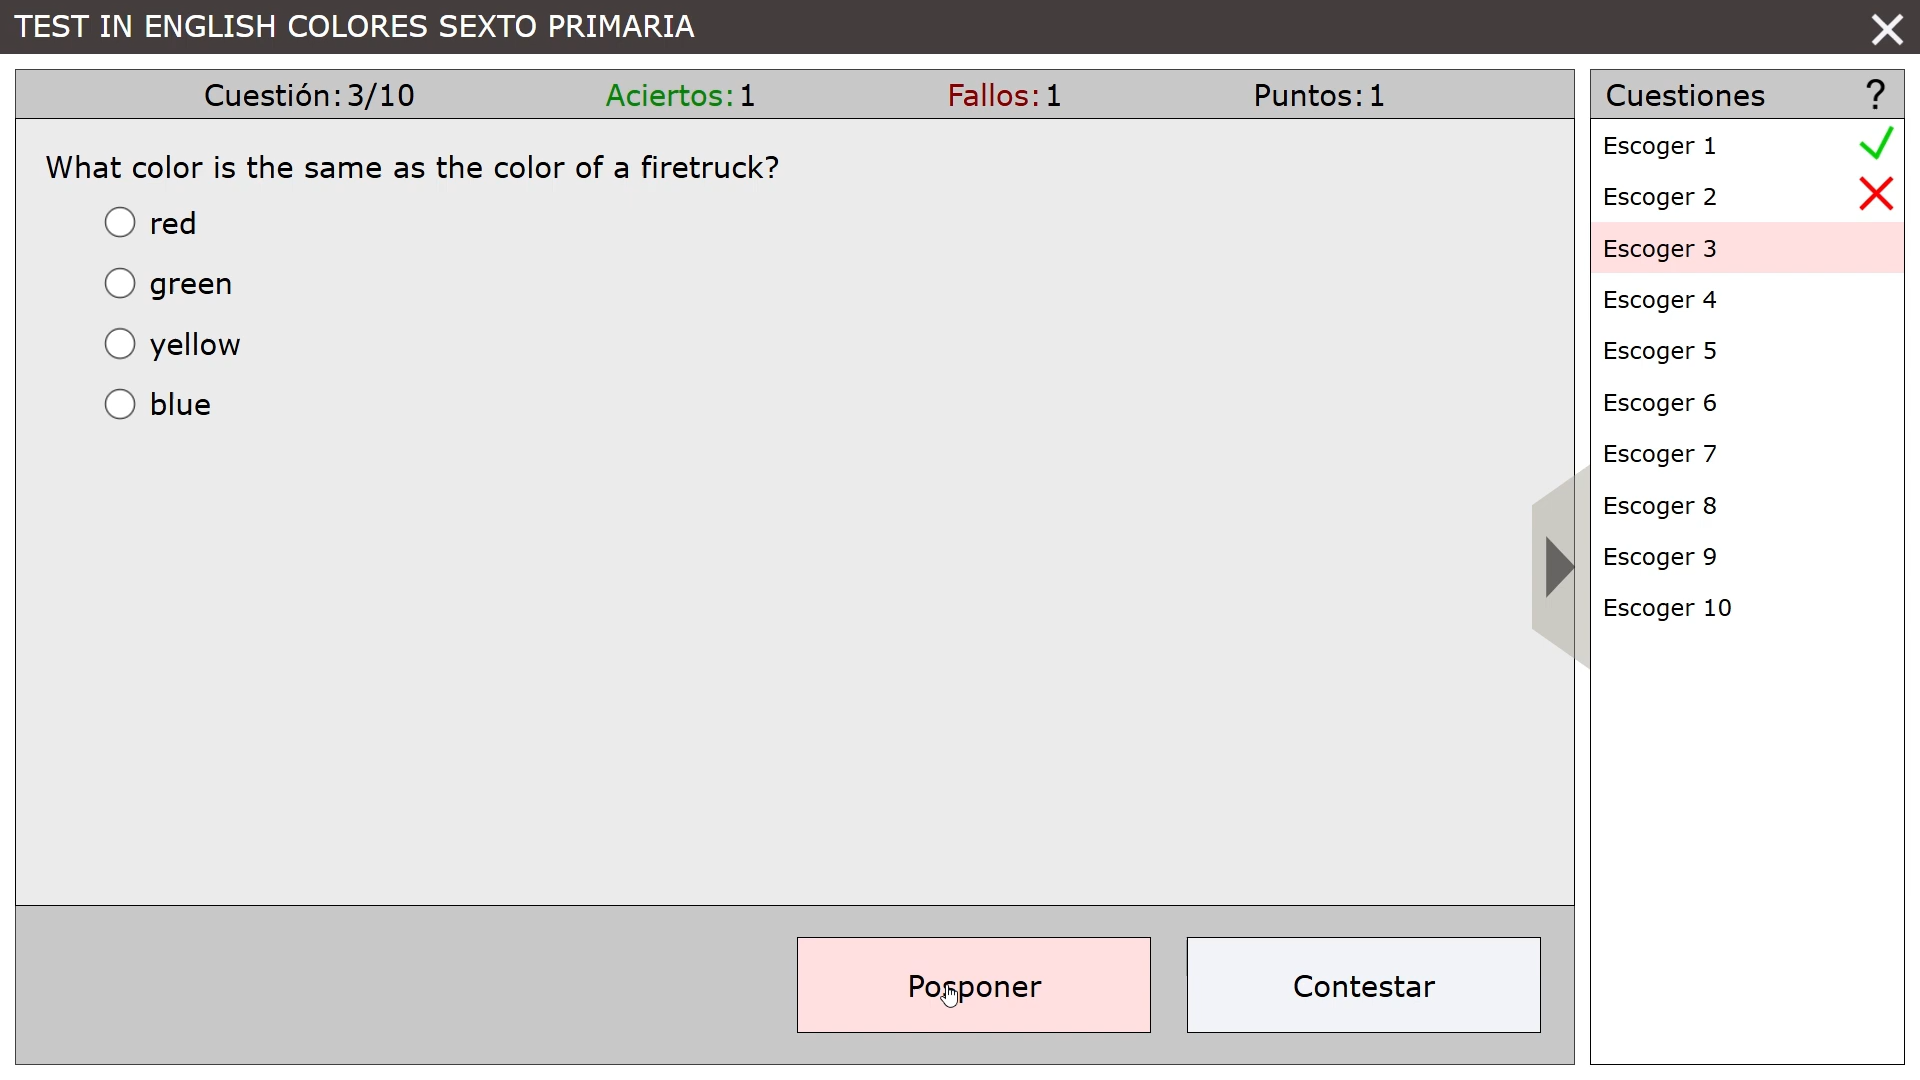 TEST IN ENGLISH COLORES SEXTO PRIMARIA
Cuestión: 3/10 Aciertos: 1 Fallos: 1 Puntos: 1
What color is the same as the color of a firetruck?
red
green
yellow
blue
Posponer
Contestar
Cuestiones ?
Escoger 1
Escoger 2
Escoger 3
Escoger 4
Escoger 5
Escoger 6
Escoger 7
Escoger 8
Escoger 9
Escoger 10